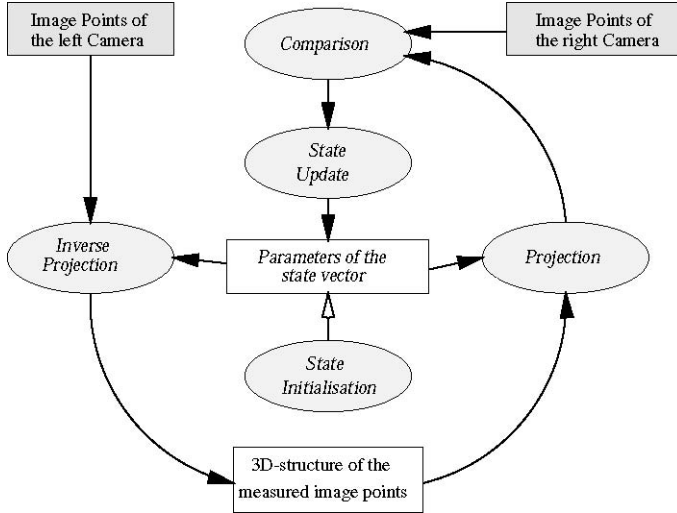 Image Points of
the left Camera
Comparison
Image Points of
the right Camera
State
Update
Inverse
Projection
Parameters of the
state vector
Projection
State
Initialisation
3D-structure of the
measured image points